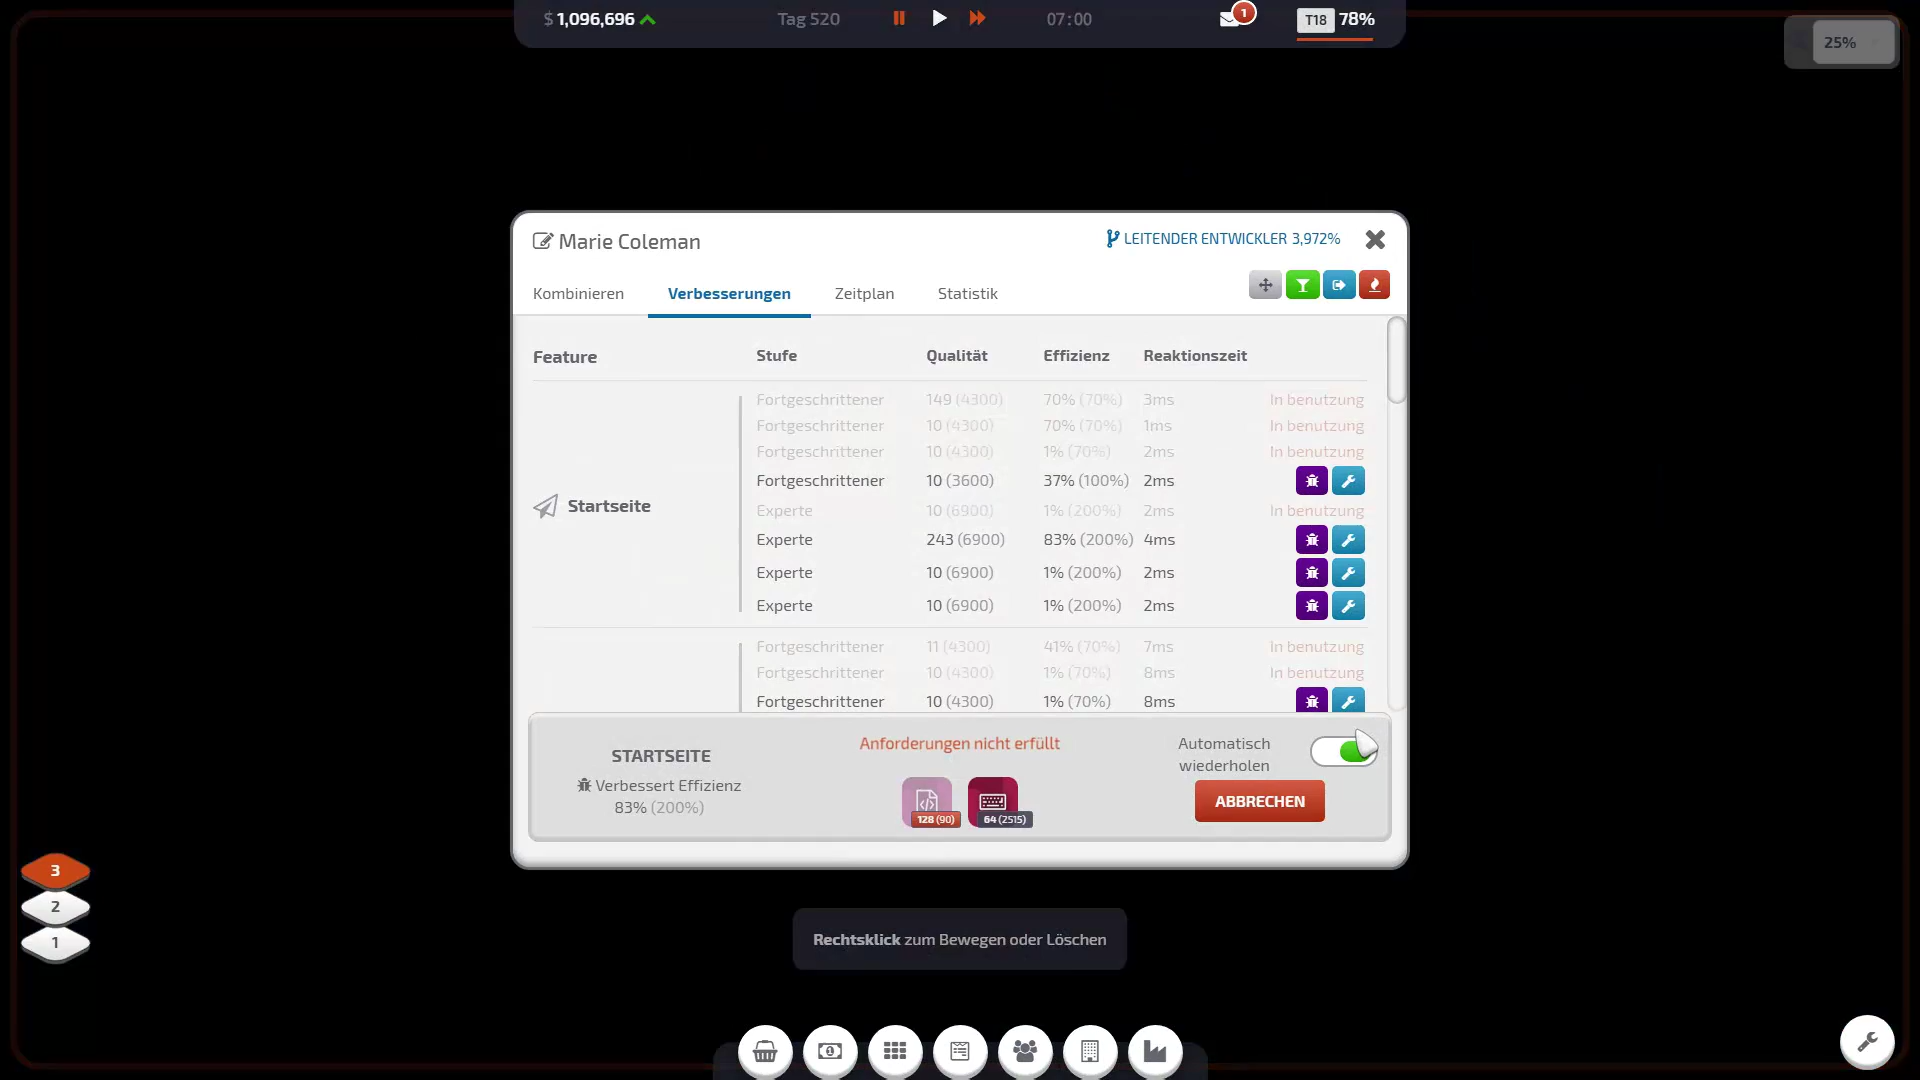 $ 1,096,696
Tag 520
07:00
1
T18 78%
25%
Marie Coleman
LEITENDER ENTWICKLER 3,972%
Kombinieren
Verbesserungen
Zeitplan
Statistik
Feature
Stufe
Qualität
Effizienz
Reaktionszeit
Fortgeschrittener 149 (4300) 70% (70%) 3ms In benutzung
Fortgeschrittener 10 (4300) 70% (70%) 1ms In benutzung
Fortgeschrittener 10 (4300) 1% (70%) 2ms In benutzung
Fortgeschrittener 10 (3600) 37% (100%) 2ms
Startseite
Experte 10 (6900) 1% (200%) 2ms In benutzung
Experte 243 (6900) 83% (200%) 4ms
Experte 10 (6900) 1% (200%) 2ms
Experte 10 (6900) 1% (200%) 2ms
Fortgeschrittener 11 (4300) 41% (70%) 7ms In benutzung
Fortgeschrittener 10 (4300) 1% (70%) 8ms In benutzung
Fortgeschrittener 10 (4300) 1% (70%) 8ms
STARTSEITE
Verbessert Effizienz
83% (200%)
Anforderungen nicht erfüllt
128 (90)
64 (2515)
Automatisch
wiederholen
ABBRECHEN
3
2
1
Rechtsklick zum Bewegen oder Löschen